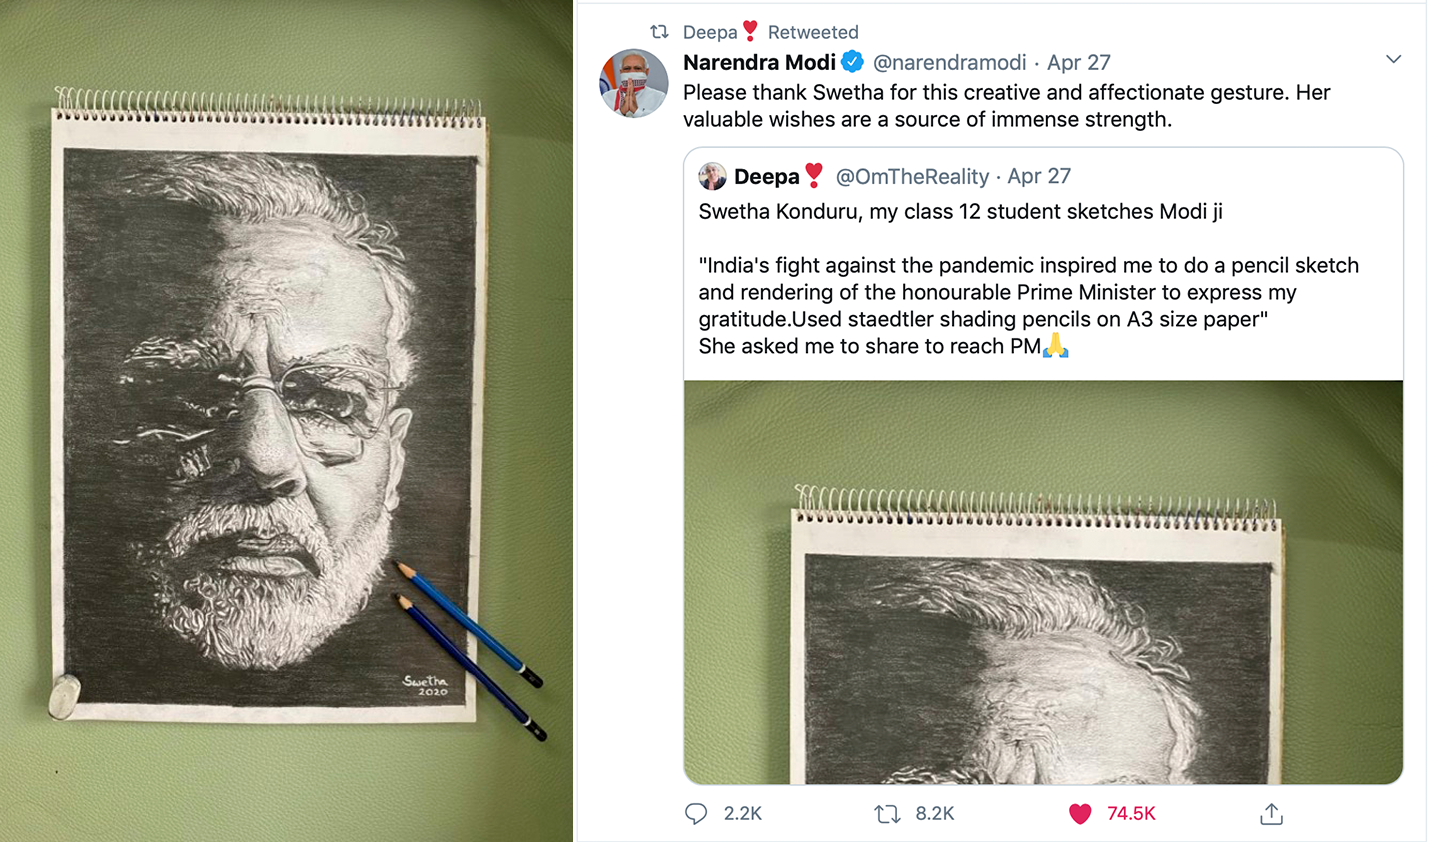 Swetha
2020
Deepa❣️ Retweeted
Narendra Modi @narendramodi · Apr 27
Please thank Swetha for this creative and affectionate gesture. Her
valuable wishes are a source of immense strength.
Deepa❣️ @OmTheReality · Apr 27
Swetha Konduru, my class 12 student sketches Modi ji
"India's fight against the pandemic inspired me to do a pencil sketch
and rendering of the honourable Prime Minister to express my
gratitude.Used staedtler shading pencils on A3 size paper"
She asked me to share to reach PM🙏
2.2K 8.2K 74.5K